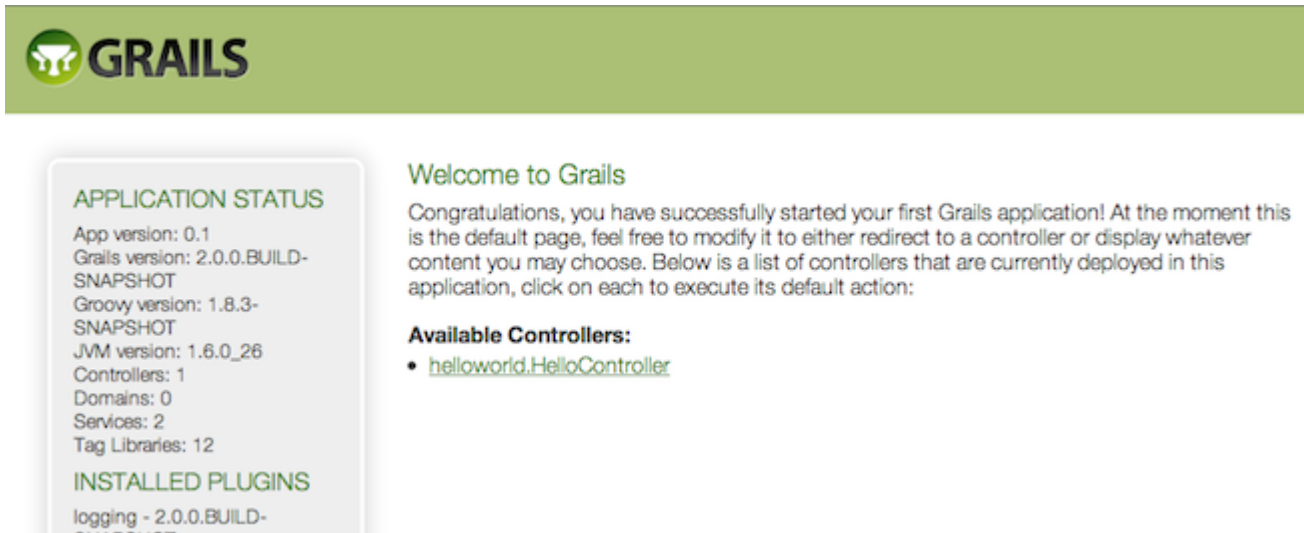 GRAILS
APPLICATION STATUS
App version: 0.1
Grails version: 2.0.0.BUILD-
SNAPSHOT
Groovy version: 1.8.3-
SNAPSHOT
JVM version: 1.6.0_26
Controllers: 1
Domains: 0
Services: 2
Tag Libraries: 12
INSTALLED PLUGINS
logging - 2.0.0.BUILD-
Welcome to Grails
Congratulations, you have successfully started your first Grails application! At the moment this
is the default page, feel free to modify it to either redirect to a controller or display whatever
content you may choose. Below is a list of controllers that are currently deployed in this
application, click on each to execute its default action:
Available Controllers:
• helloworld.HelloController